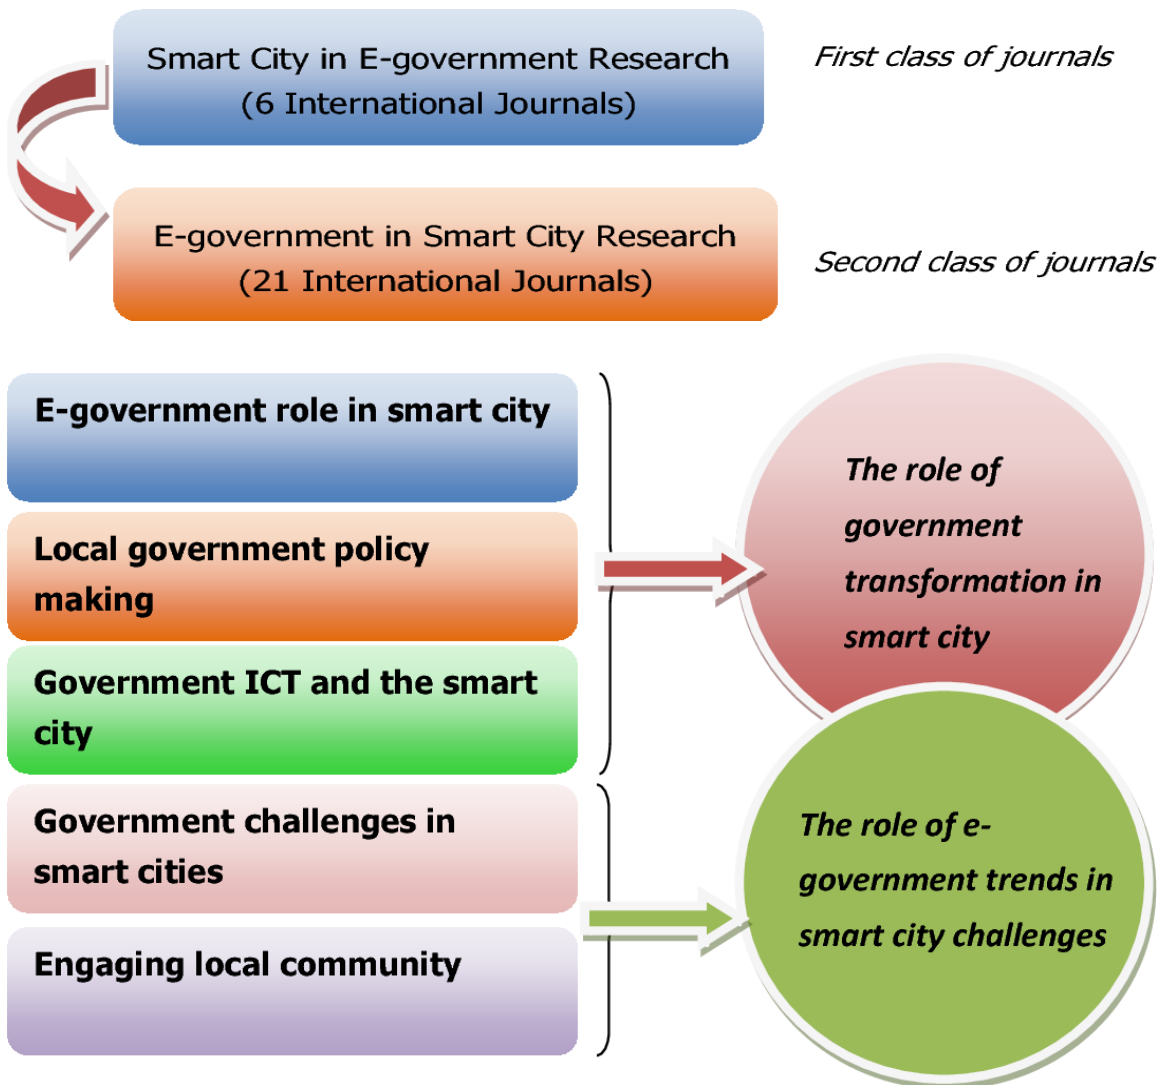 Smart City in E-government Research
(6 International Journals)
First class of journals
E-government in Smart City Research
(21 International Journals)
Second class of journals
E-government role in smart city
Local government policy
making
Government ICT and the smart
city
Government challenges in
smart cities
Engaging local community
The role of
government
transformation in
smart city
The role of e-
government trends in
smart city challenges